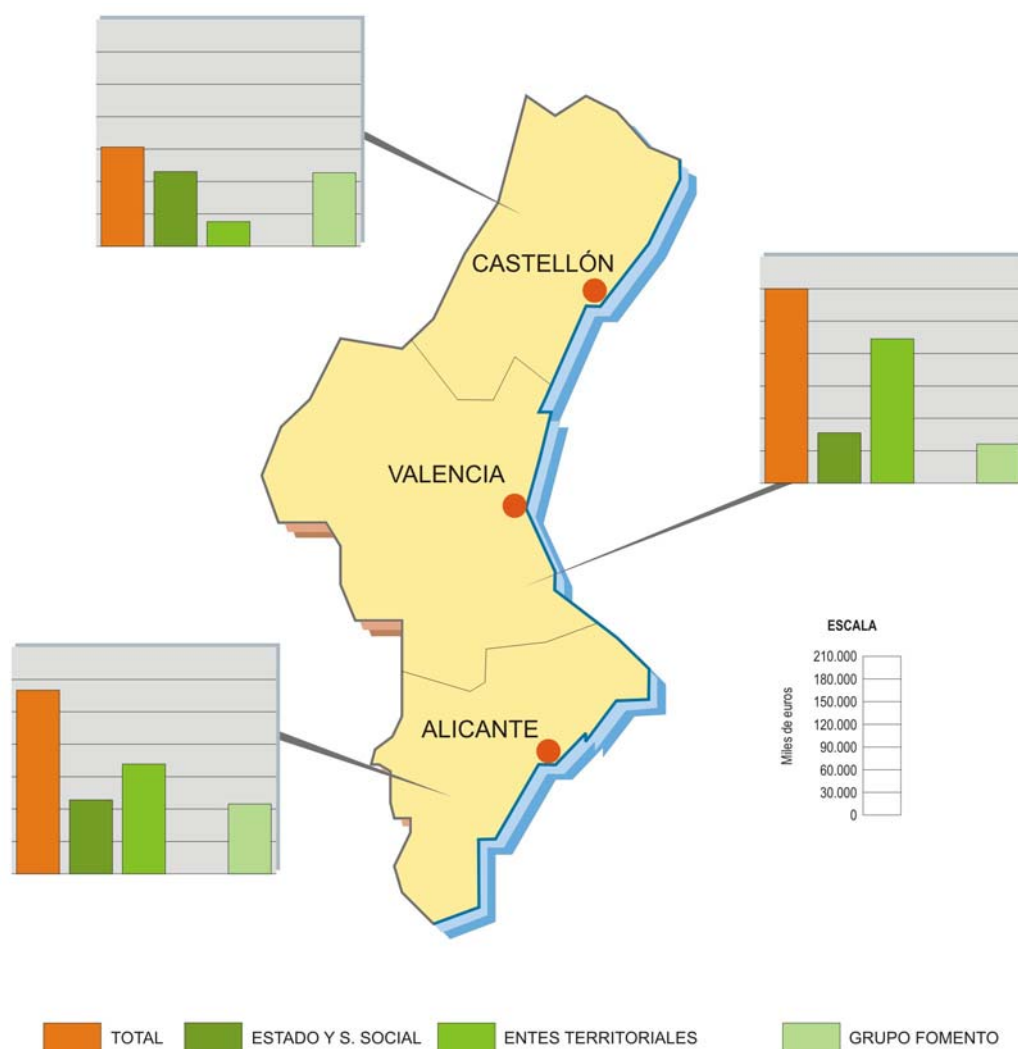 CASTELLÓN
VALENCIA
ALICANTE
ESCALA
Miles de euros
210.000
180.000
150.000
120.000
90.000
60.000
30.000
0
TOTAL
ESTADO Y S. SOCIAL
ENTES TERRITORIALES
GRUPO FOMENTO